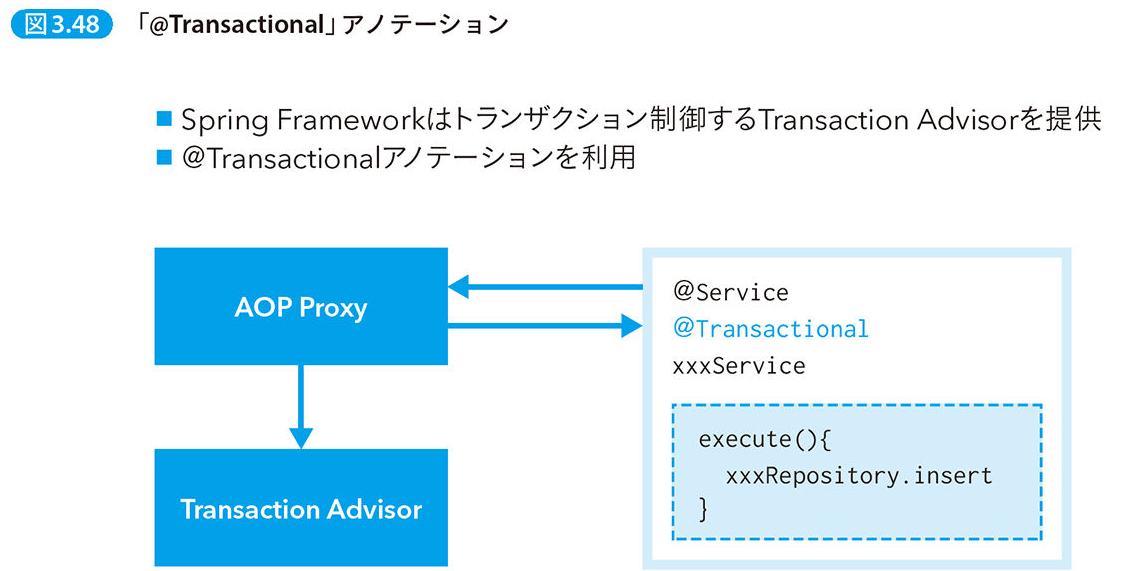 図3.48 「@Transactional」アノテーション
■ Spring Frameworkはトランザクション制御するTransaction Advisorを提供
■ @Transactionalアノテーションを利用
AOP Proxy
Transaction Advisor
@Service
@Transactional
xxxService
execute(){
xxxRepository.insert
}